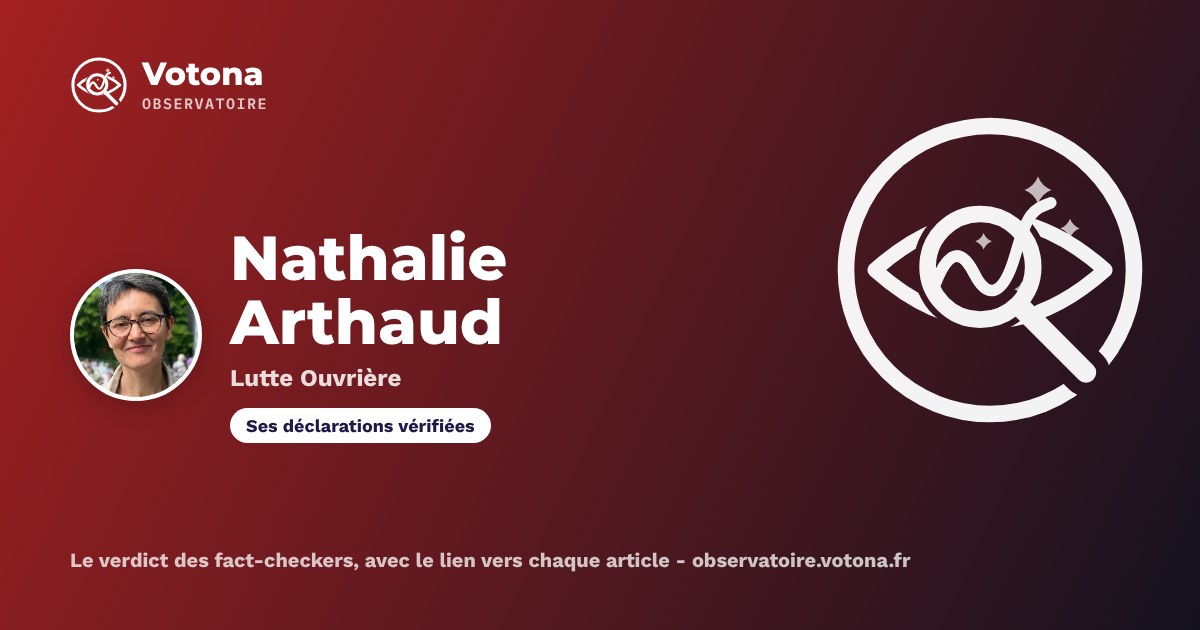 Votona
OBSERVATOIRE
Nathalie
Arthaud
Lutte Ouvrière
Ses déclarations vérifiées
Le verdict des fact-checkers, avec le lien vers chaque article - observatoire.votona.fr